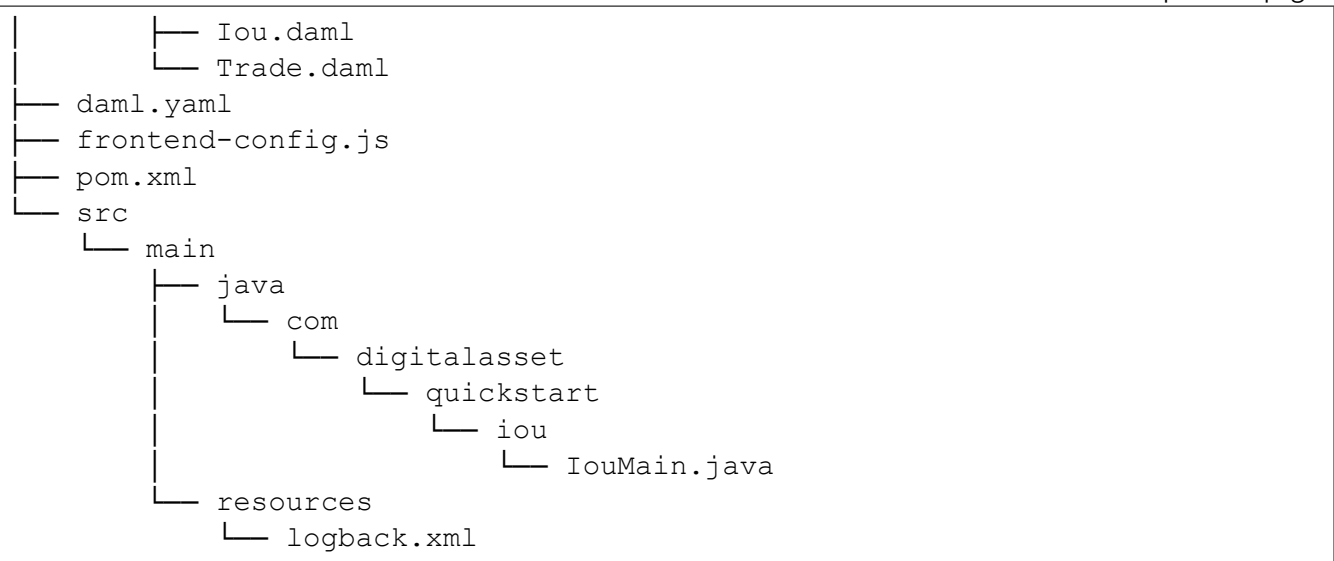 │       ├── Iou.daml
│       └── Trade.daml
├── daml.yaml
├── frontend-config.js
├── pom.xml
└── src
    └── main
        ├── java
        │   └── com
        │       └── digitalasset
        │           └── quickstart
        │               └── iou
        │                   └── IouMain.java
        └── resources
            └── logback.xml